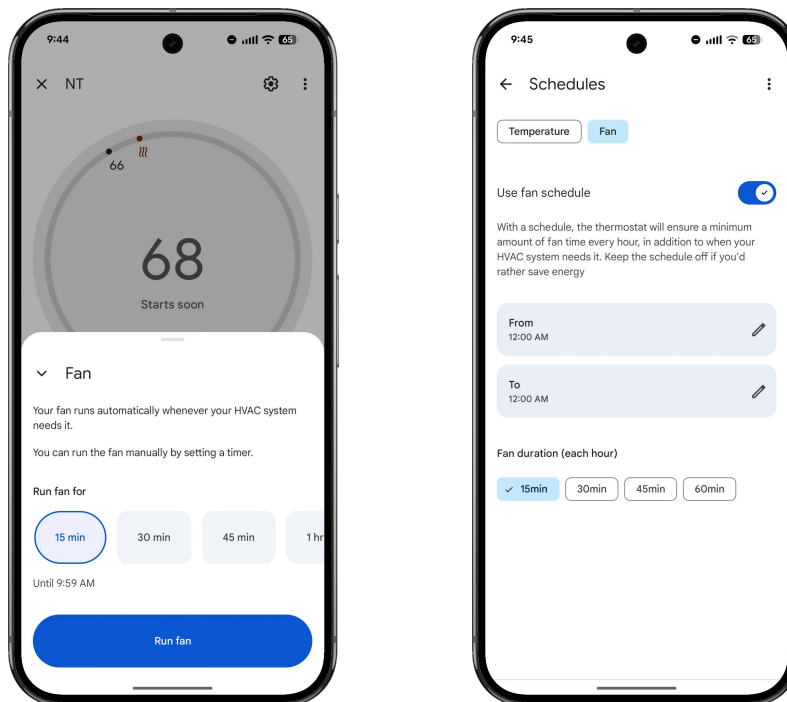 9:44
65
NT
66
68
Starts soon
Fan
Your fan runs automatically whenever your HVAC system
needs it.
You can run the fan manually by setting a timer.
Run fan for
15 min
30 min
45 min
1 hr
Until 9:59 AM
Run fan
9:45
65
Schedules
Temperature
Fan
Use fan schedule
With a schedule, the thermostat will ensure a minimum
amount of fan time every hour, in addition to when your
HVAC system needs it. Keep the schedule off if you'd
rather save energy
From
12:00 AM
To
12:00 AM
Fan duration (each hour)
15min
30min
45min
60min